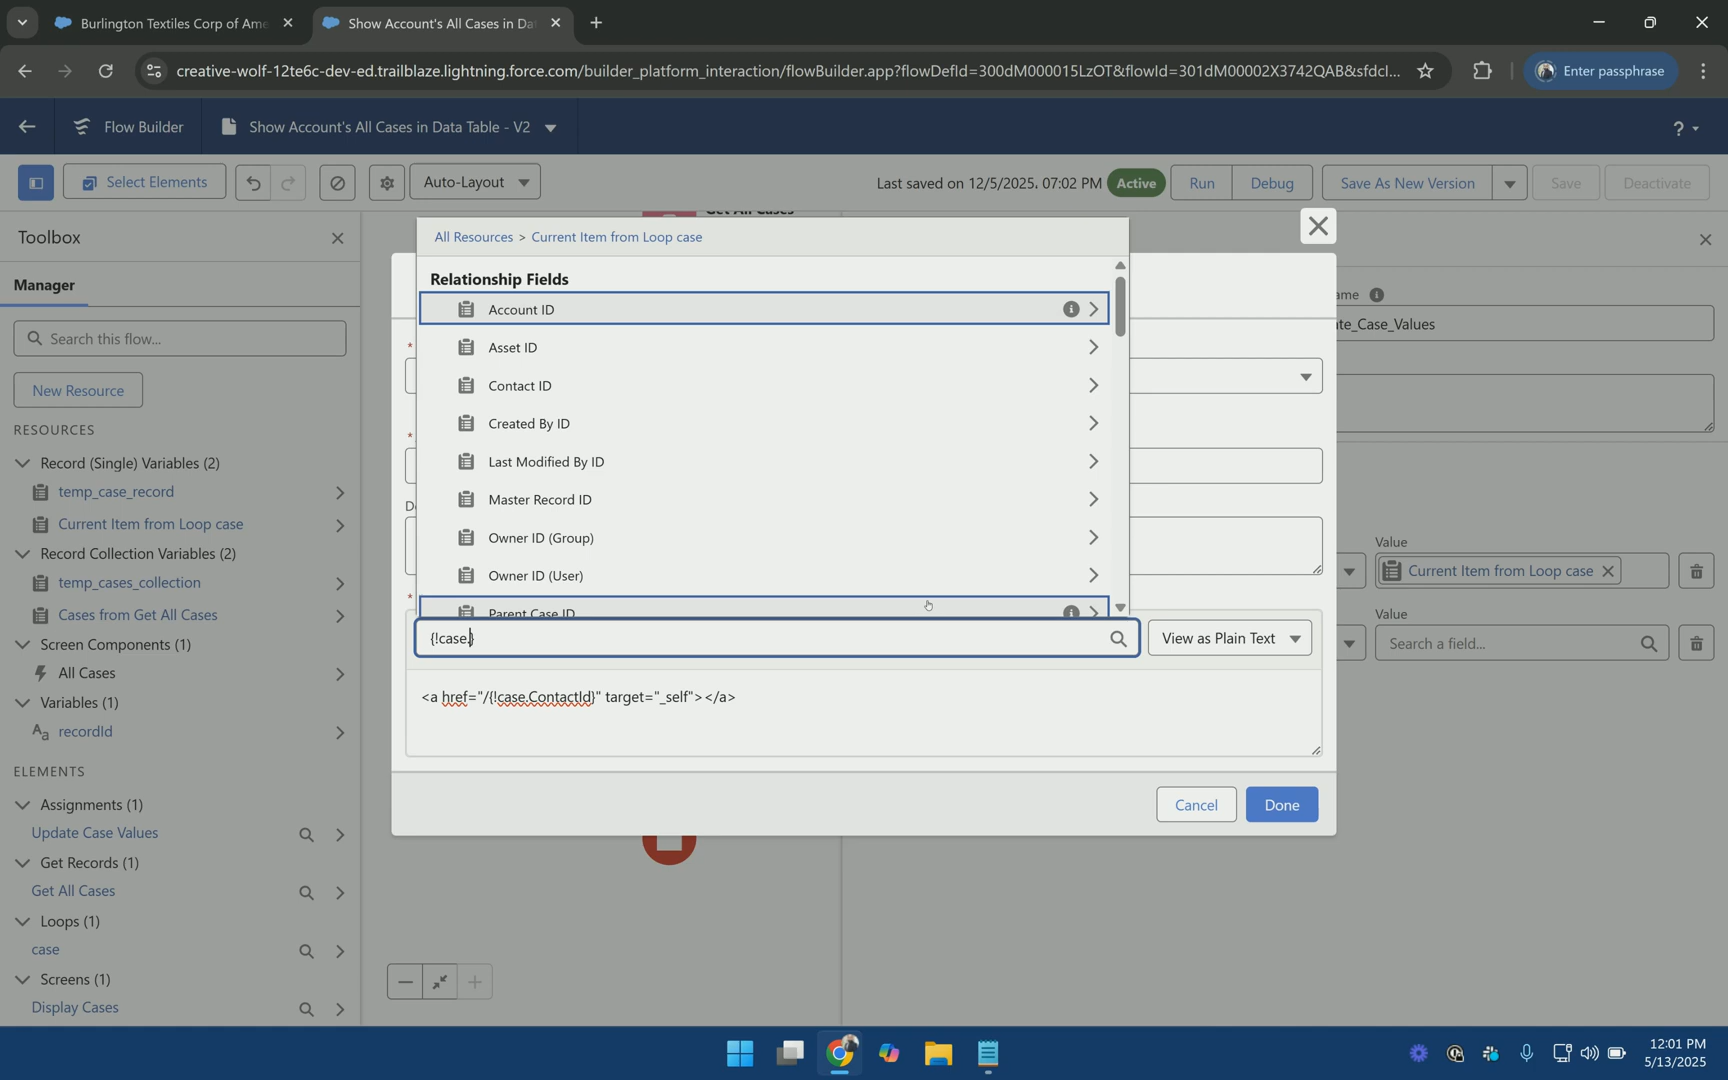 Burlington Textiles Corp of Ame
Show Account's All Cases in Da
creative-wolf-12te6c-dev-ed.trailblaze.lightning.force.com/builder_platform_interaction/flowBuilder.app?flowDefId=300dM000015LzOT&flowId=301dM00002X3742QAB&sfdcI...
Enter passphrase
Flow Builder
Show Account's All Cases in Data Table - V2
?
Select Elements
Auto-Layout
Last saved on 12/5/2025, 07:02 PM
Active
Run
Debug
Save As New Version
Save
Deactivate
Toolbox
Manager
Search this flow...
New Resource
RESOURCES
Record (Single) Variables (2)
temp_case_record
Current Item from Loop case
Record Collection Variables (2)
temp_cases_collection
Cases from Get All Cases
Screen Components (1)
All Cases
Variables (1)
Aa recordId
ELEMENTS
Assignments (1)
Update Case Values
Get Records (1)
Get All Cases
Loops (1)
case
Screens (1)
Display Cases
All Resources > Current Item from Loop case
Relationship Fields
Account ID
Asset ID
Contact ID
Created By ID
Last Modified By ID
Master Record ID
Owner ID (Group)
Owner ID (User)
Parent Case ID
{!case.}
View as Plain Text
<a href="/{!case.ContactId}" target="_self"></a>
Cancel
Done
ame
te_Case_Values
Value
Current Item from Loop case
Value
Search a field...
12:01 PM
5/13/2025